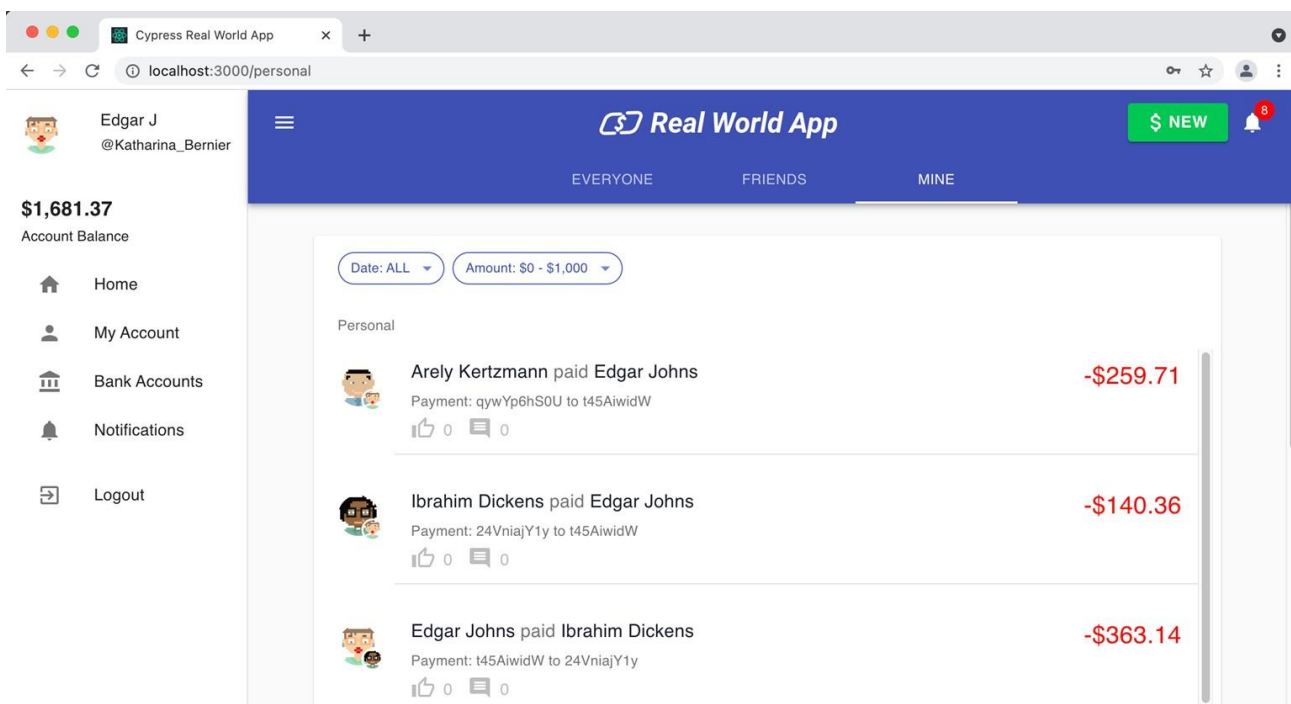 Cypress Real World App
localhost:3000/personal
Edgar J
@Katharina_Bernier
$1,681.37
Account Balance
Home
My Account
Bank Accounts
Notifications
Logout
Real World App
$ NEW
8
EVERYONE FRIENDS MINE
Date: ALL Amount: $0 - $1,000
Personal
Arely Kertzmann paid Edgar Johns -$259.71
Payment: qywYp6hS0U to t45AiwidW
0 0
Ibrahim Dickens paid Edgar Johns -$140.36
Payment: 24VniajY1y to t45AiwidW
0 0
Edgar Johns paid Ibrahim Dickens -$363.14
Payment: t45AiwidW to 24VniajY1y
0 0